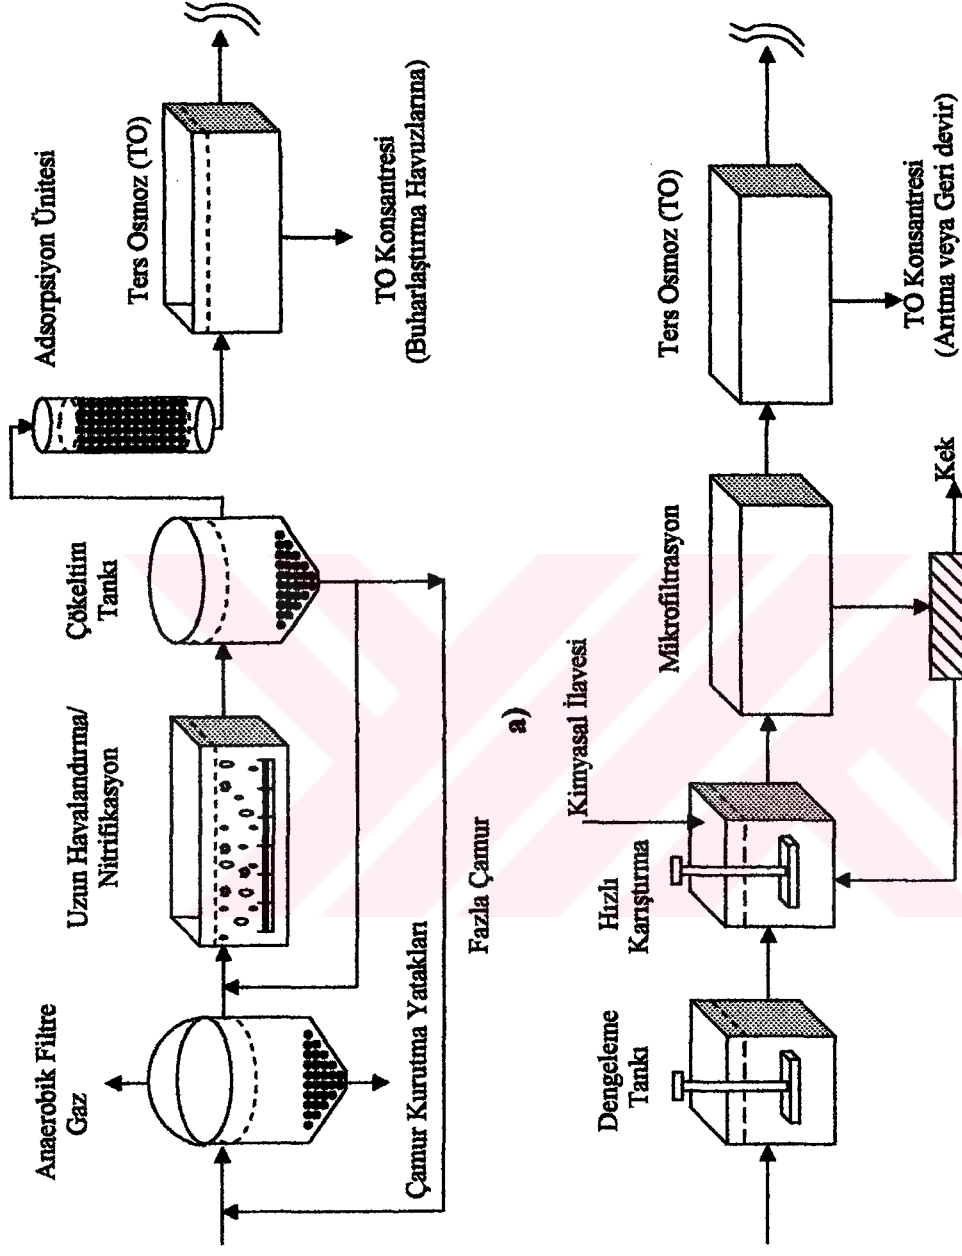 Anaerobik Filtre
Gaz
Uzun Havalandırma/
Nitrifikasyon
Çökeltim
Tankı
Adsorpsiyon Ünitesi
Ters Osmoz (TO)
TO Konsantresi
(Buharlaştırma Havuzlarına)
Çamur Kurutma Yatakları
Fazla Çamur
a)
Kimyasal İlavesi
Dengeleme
Tankı
Hızlı
Karıştırma
Mikrofiltrasyon
Ters Osmoz (TO)
Kek
TO Konsantresi
(Arıtma veya Geri devir)